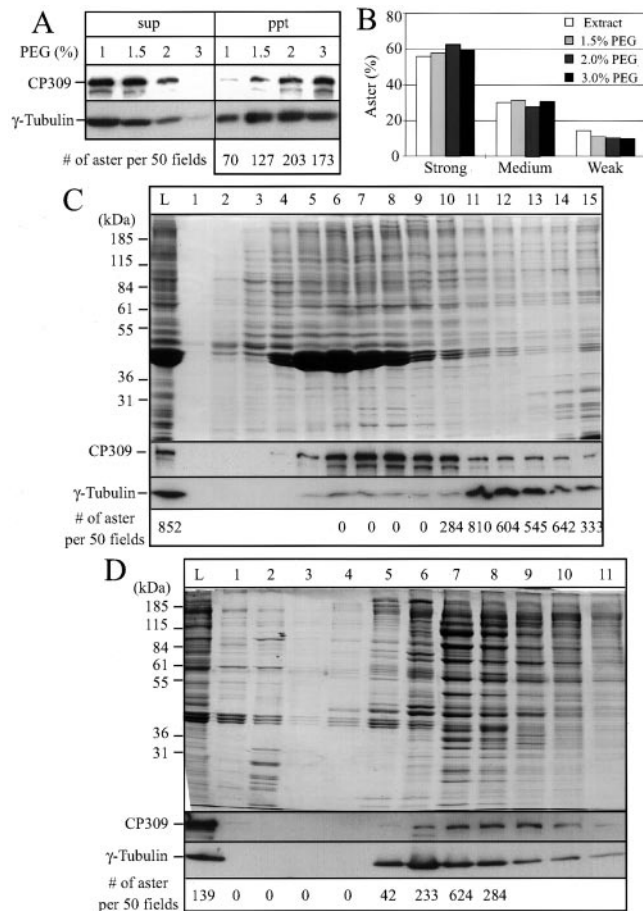 A
sup ppt
PEG (%) 1 1.5 2 3 1 1.5 2 3
CP309
γ-Tubulin
# of aster per 50 fields 70 127 203 173
B
Aster (%)
80
60
40
20
0
Extract
1.5% PEG
2.0% PEG
3.0% PEG
Strong Medium Weak
C
(kDa) L 1 2 3 4 5 6 7 8 9 10 11 12 13 14 15
185
115
84
61
55
36
31
CP309
γ-Tubulin
# of aster
per 50 fields
852 0 0 0 0 284 810 604 545 642 333
D
(kDa) L 1 2 3 4 5 6 7 8 9 10 11
185
115
84
61
55
36
31
CP309
γ-Tubulin
# of aster
per 50 fields
139 0 0 0 0 42 233 624 284